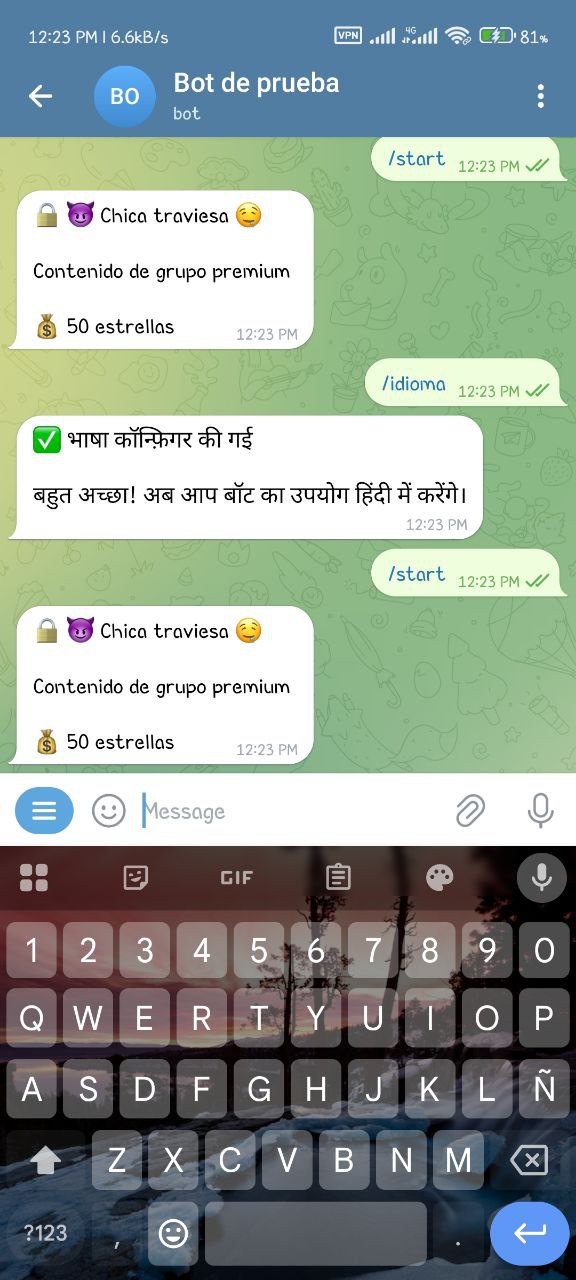 12:23 PM | 6.6kB/s
VPN
4G
81%
BO
Bot de prueba
bot
/start 12:23 PM
🔒 😈 Chica traviesa 🤤
Contenido de grupo premium
💰 50 estrellas
12:23 PM
/idioma 12:23 PM
✅ भाषा कॉन्फ़िगर की गई
बहुत अच्छा! अब आप बॉट का उपयोग हिंदी में करेंगे।
12:23 PM
/start 12:23 PM
🔒 😈 Chica traviesa 🤤
Contenido de grupo premium
💰 50 estrellas
12:23 PM
Message
GIF
1 2 3 4 5 6 7 8 9 0
Q W E R T Y U I O P
A S D F G H J K L Ñ
Z X C V B N M
?123 , .